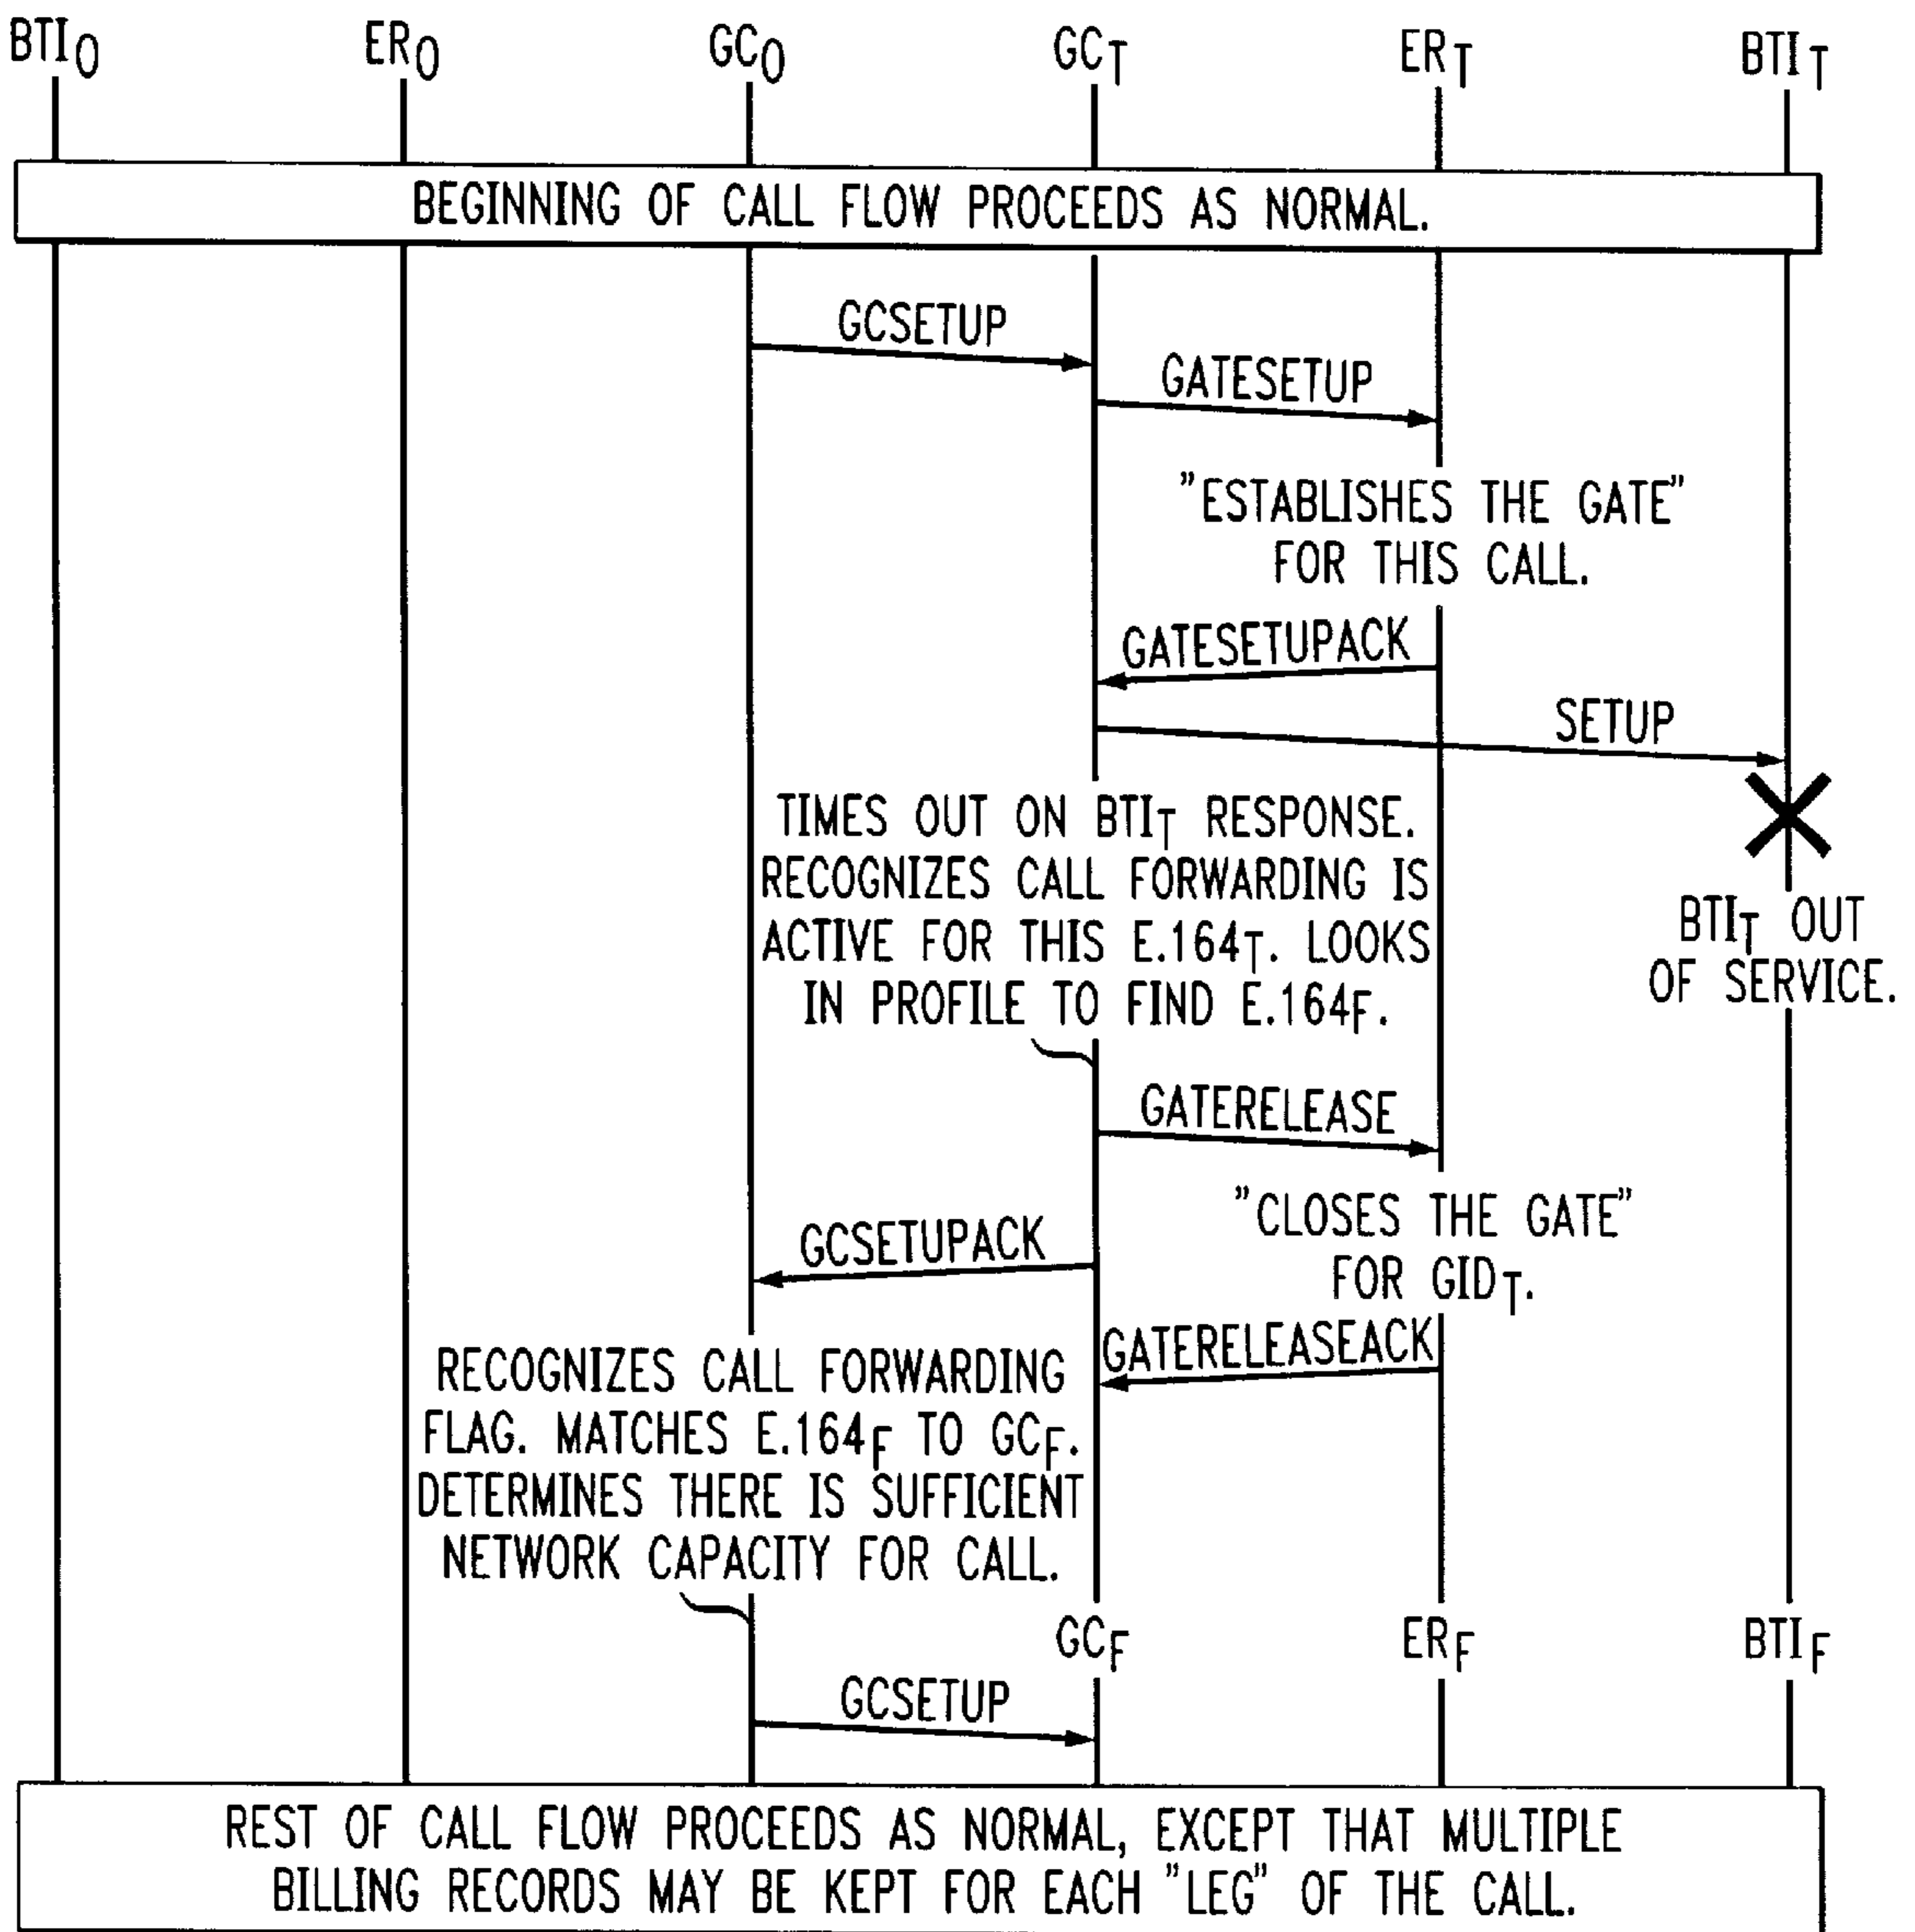 BTIO ERO GCO GCT ERT BTIT
BEGINNING OF CALL FLOW PROCEEDS AS NORMAL.
GCSETUP
GATESETUP
"ESTABLISHES THE GATE"
FOR THIS CALL.
GATESETUPACK
SETUP
TIMES OUT ON BTIT RESPONSE.
RECOGNIZES CALL FORWARDING IS
ACTIVE FOR THIS E.164T. LOOKS
IN PROFILE TO FIND E.164F.
BTIT OUT
OF SERVICE.
GATERELEASE
"CLOSES THE GATE"
FOR GIDT.
GCSETUPACK
GATERELEASEACK
RECOGNIZES CALL FORWARDING
FLAG. MATCHES E.164F TO GCF.
DETERMINES THERE IS SUFFICIENT
NETWORK CAPACITY FOR CALL.
GCF ERF BTIF
GCSETUP
REST OF CALL FLOW PROCEEDS AS NORMAL, EXCEPT THAT MULTIPLE
BILLING RECORDS MAY BE KEPT FOR EACH "LEG" OF THE CALL.